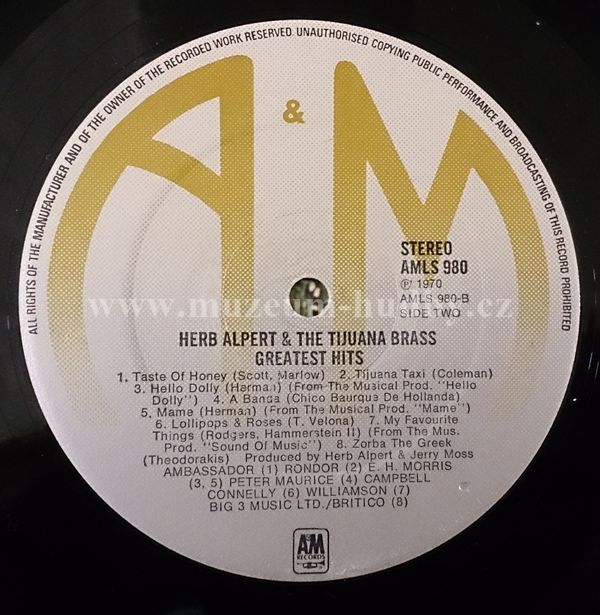 ALL RIGHTS OF THE MANUFACTURER AND OF THE OWNER OF THE RECORDED WORK RESERVED. UNAUTHORISED COPYING PUBLIC PERFORMANCE AND BROADCASTING OF THIS RECORD PROHIBITED
A & M
STEREO
AMLS 980
℗ 1970
AMLS 980-B
SIDE TWO
www.muzeum-hudby.cz
HERB ALPERT & THE TIJUANA BRASS
GREATEST HITS
1. Taste Of Honey (Scott, Marlow) 2. Tijuana Taxi (Coleman)
3. Hello Dolly (Herman) (From The Musical Prod. "Hello
Dolly") 4. A Banda (Chico Baurque De Hollanda)
5. Mame (Herman) (From The Musical Prod. "Mame")
6. Lollipops & Roses (T. Velona) 7. My Favourite
Things (Rodgers, Hammerstein II) (From The Mus.
Prod. "Sound Of Music") 8. Zorba The Greek
(Theodorakis) Produced by Herb Alpert & Jerry Moss
AMBASSADOR (1) RONDOR (2) E. H. MORRIS
(3, 5) PETER MAURICE (4) CAMPBELL
CONNELLY (6) WILLIAMSON (7)
BIG 3 MUSIC LTD./BRITICO (8)
A&M
RECORDS